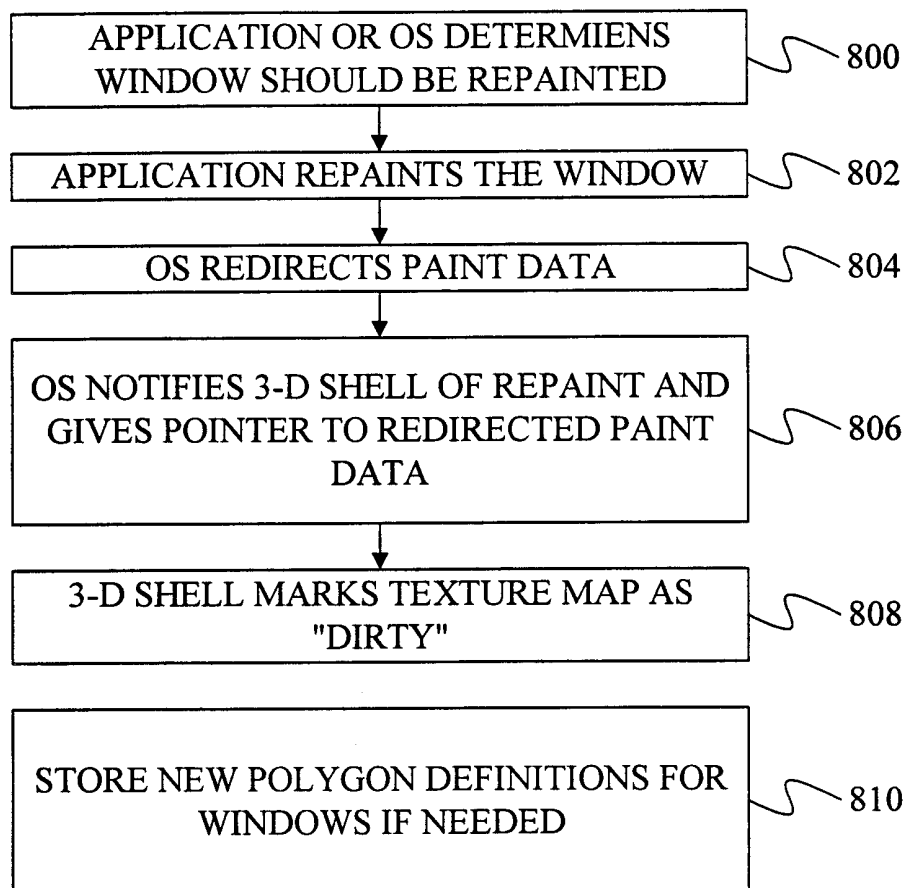 APPLICATION OR OS DETERMIENS
WINDOW SHOULD BE REPAINTED
800
APPLICATION REPAINTS THE WINDOW
802
OS REDIRECTS PAINT DATA
804
OS NOTIFIES 3-D SHELL OF REPAINT AND
GIVES POINTER TO REDIRECTED PAINT
DATA
806
3-D SHELL MARKS TEXTURE MAP AS
"DIRTY"
808
STORE NEW POLYGON DEFINITIONS FOR
WINDOWS IF NEEDED
810